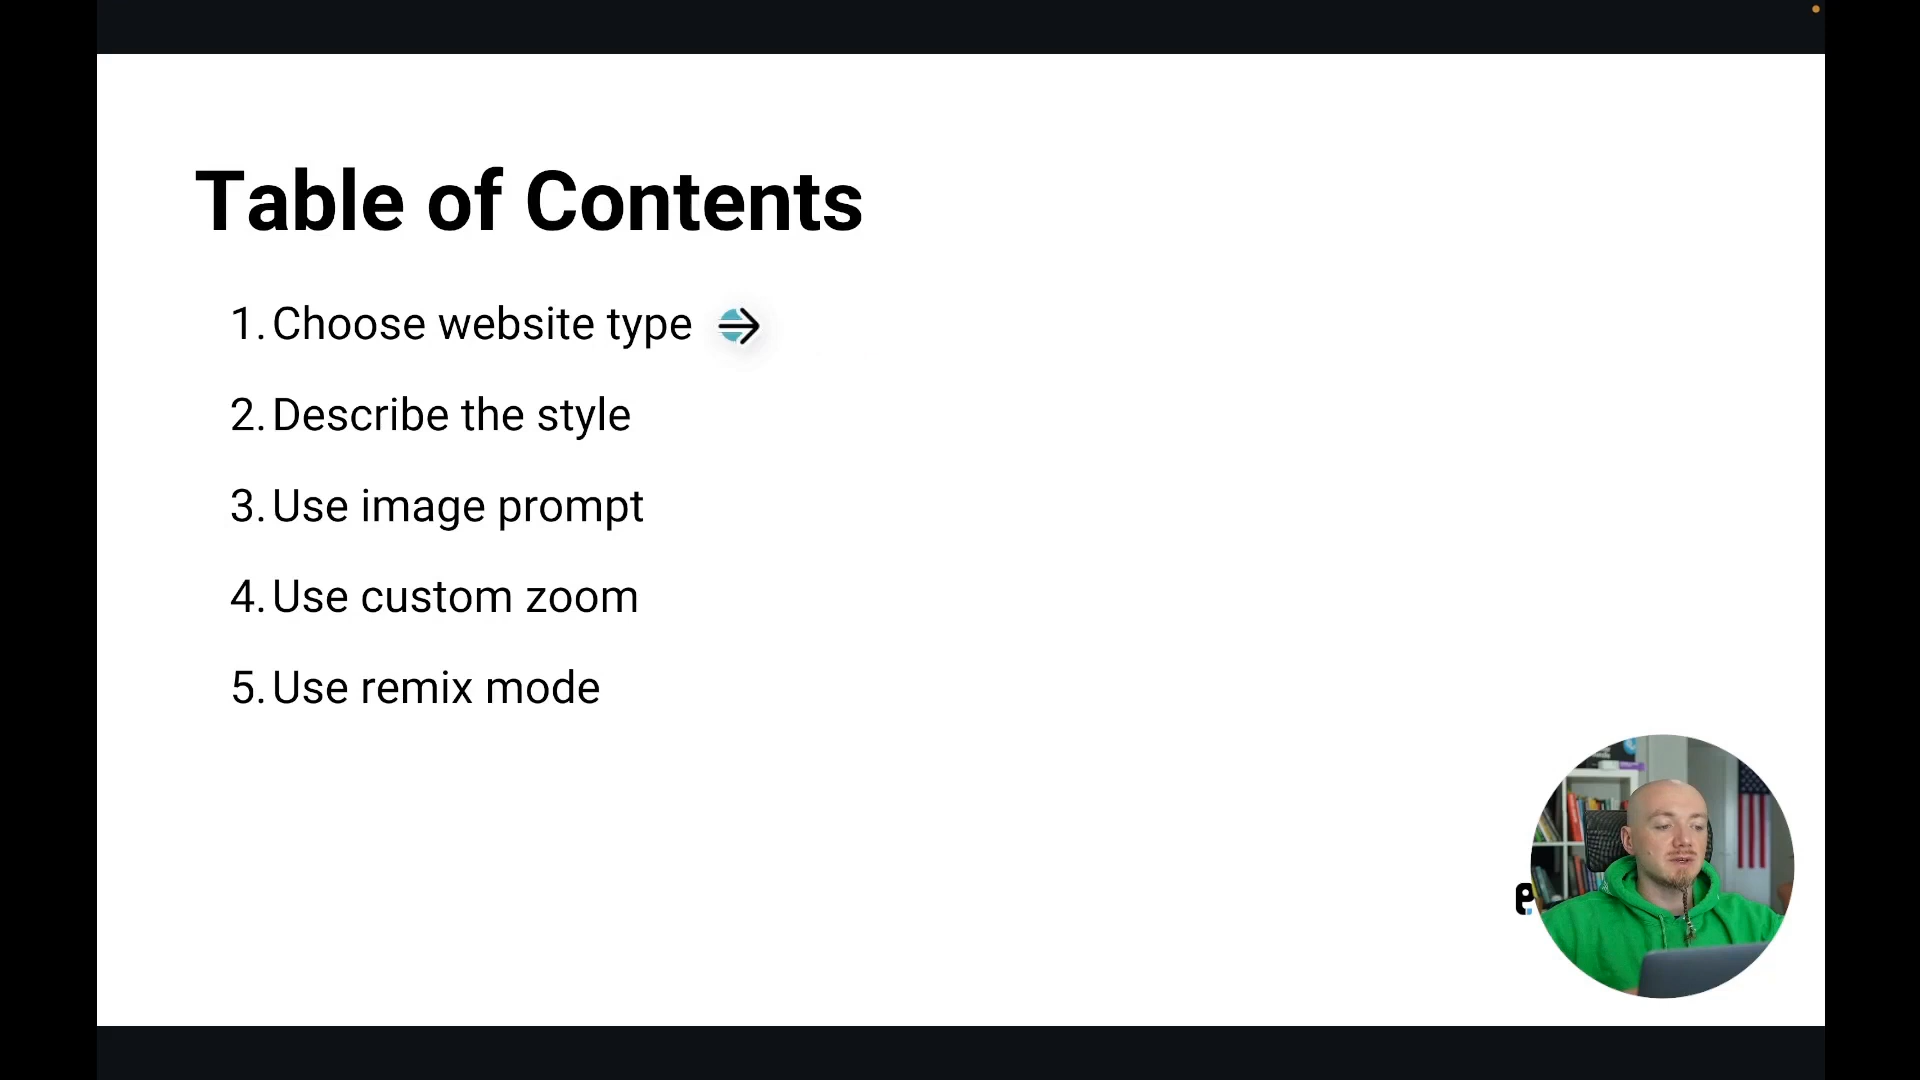 Table of Contents
1. Choose website type
2. Describe the style
3. Use image prompt
4. Use custom zoom
5. Use remix mode